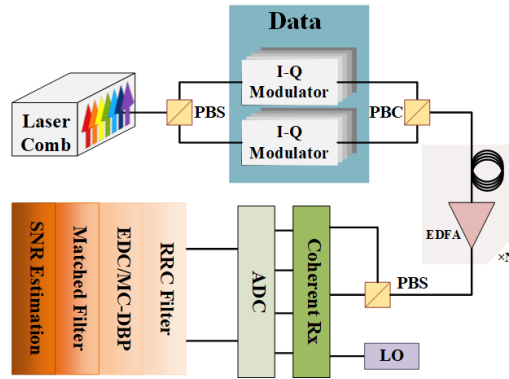 Data
Laser
Comb
PBS
I-Q
Modulator
I-Q
Modulator
PBC
EDFA
×N
SNR Estimation
Matched Filter
EDC/MC-DBP
RRC Filter
ADC
Coherent Rx
PBS
LO